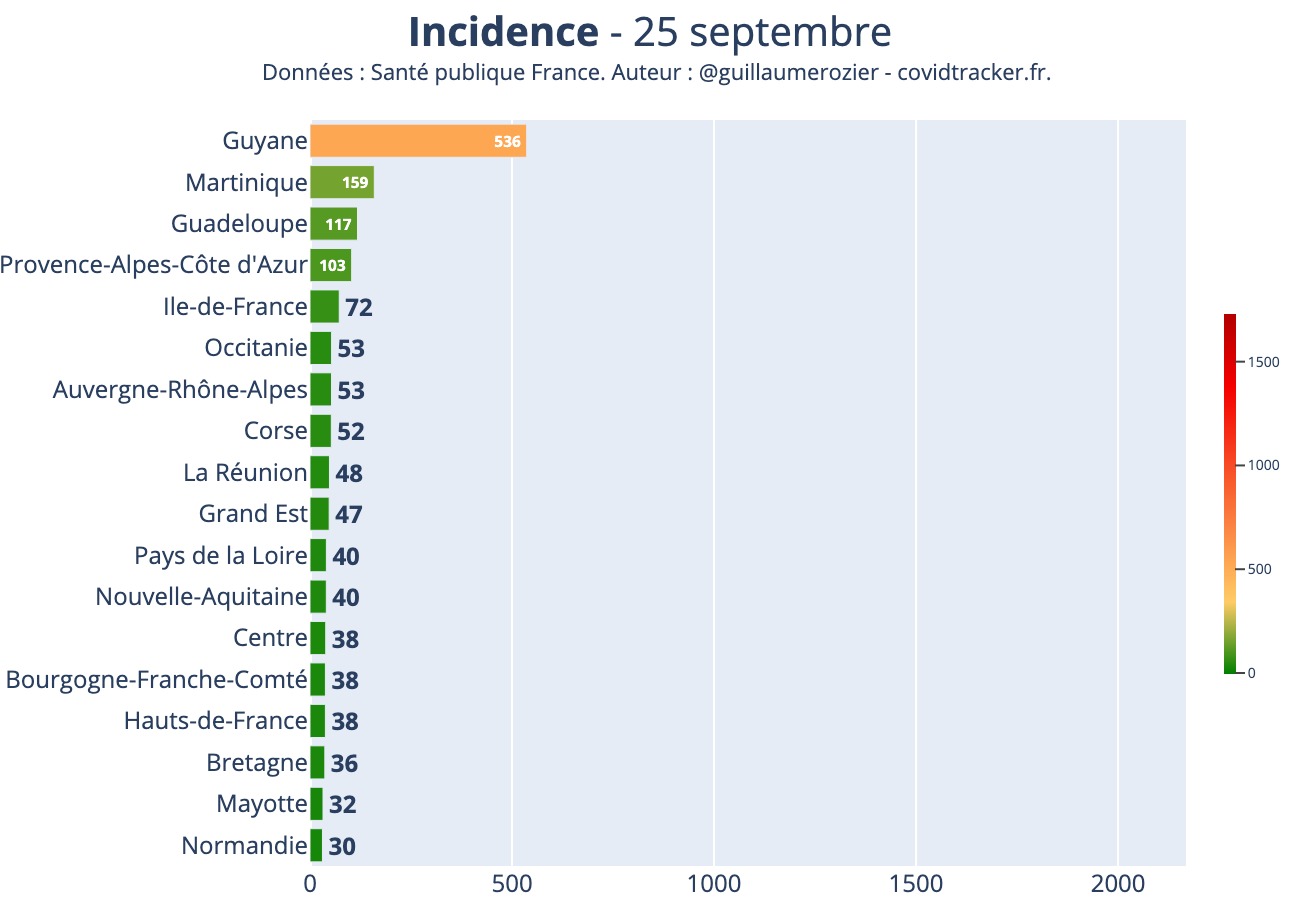 Incidence - 25 septembre
Données : Santé publique France. Auteur : @guillaumerozier - covidtracker.fr.
Guyane 536
Martinique 159
Guadeloupe 117
Provence-Alpes-Côte d'Azur 103
Ile-de-France 72
Occitanie 53
Auvergne-Rhône-Alpes 53
Corse 52
La Réunion 48
Grand Est 47
Pays de la Loire 40
Nouvelle-Aquitaine 40
Centre 38
Bourgogne-Franche-Comté 38
Hauts-de-France 38
Bretagne 36
Mayotte 32
Normandie 30
0 500 1000 1500 2000
1500
1000
500
0